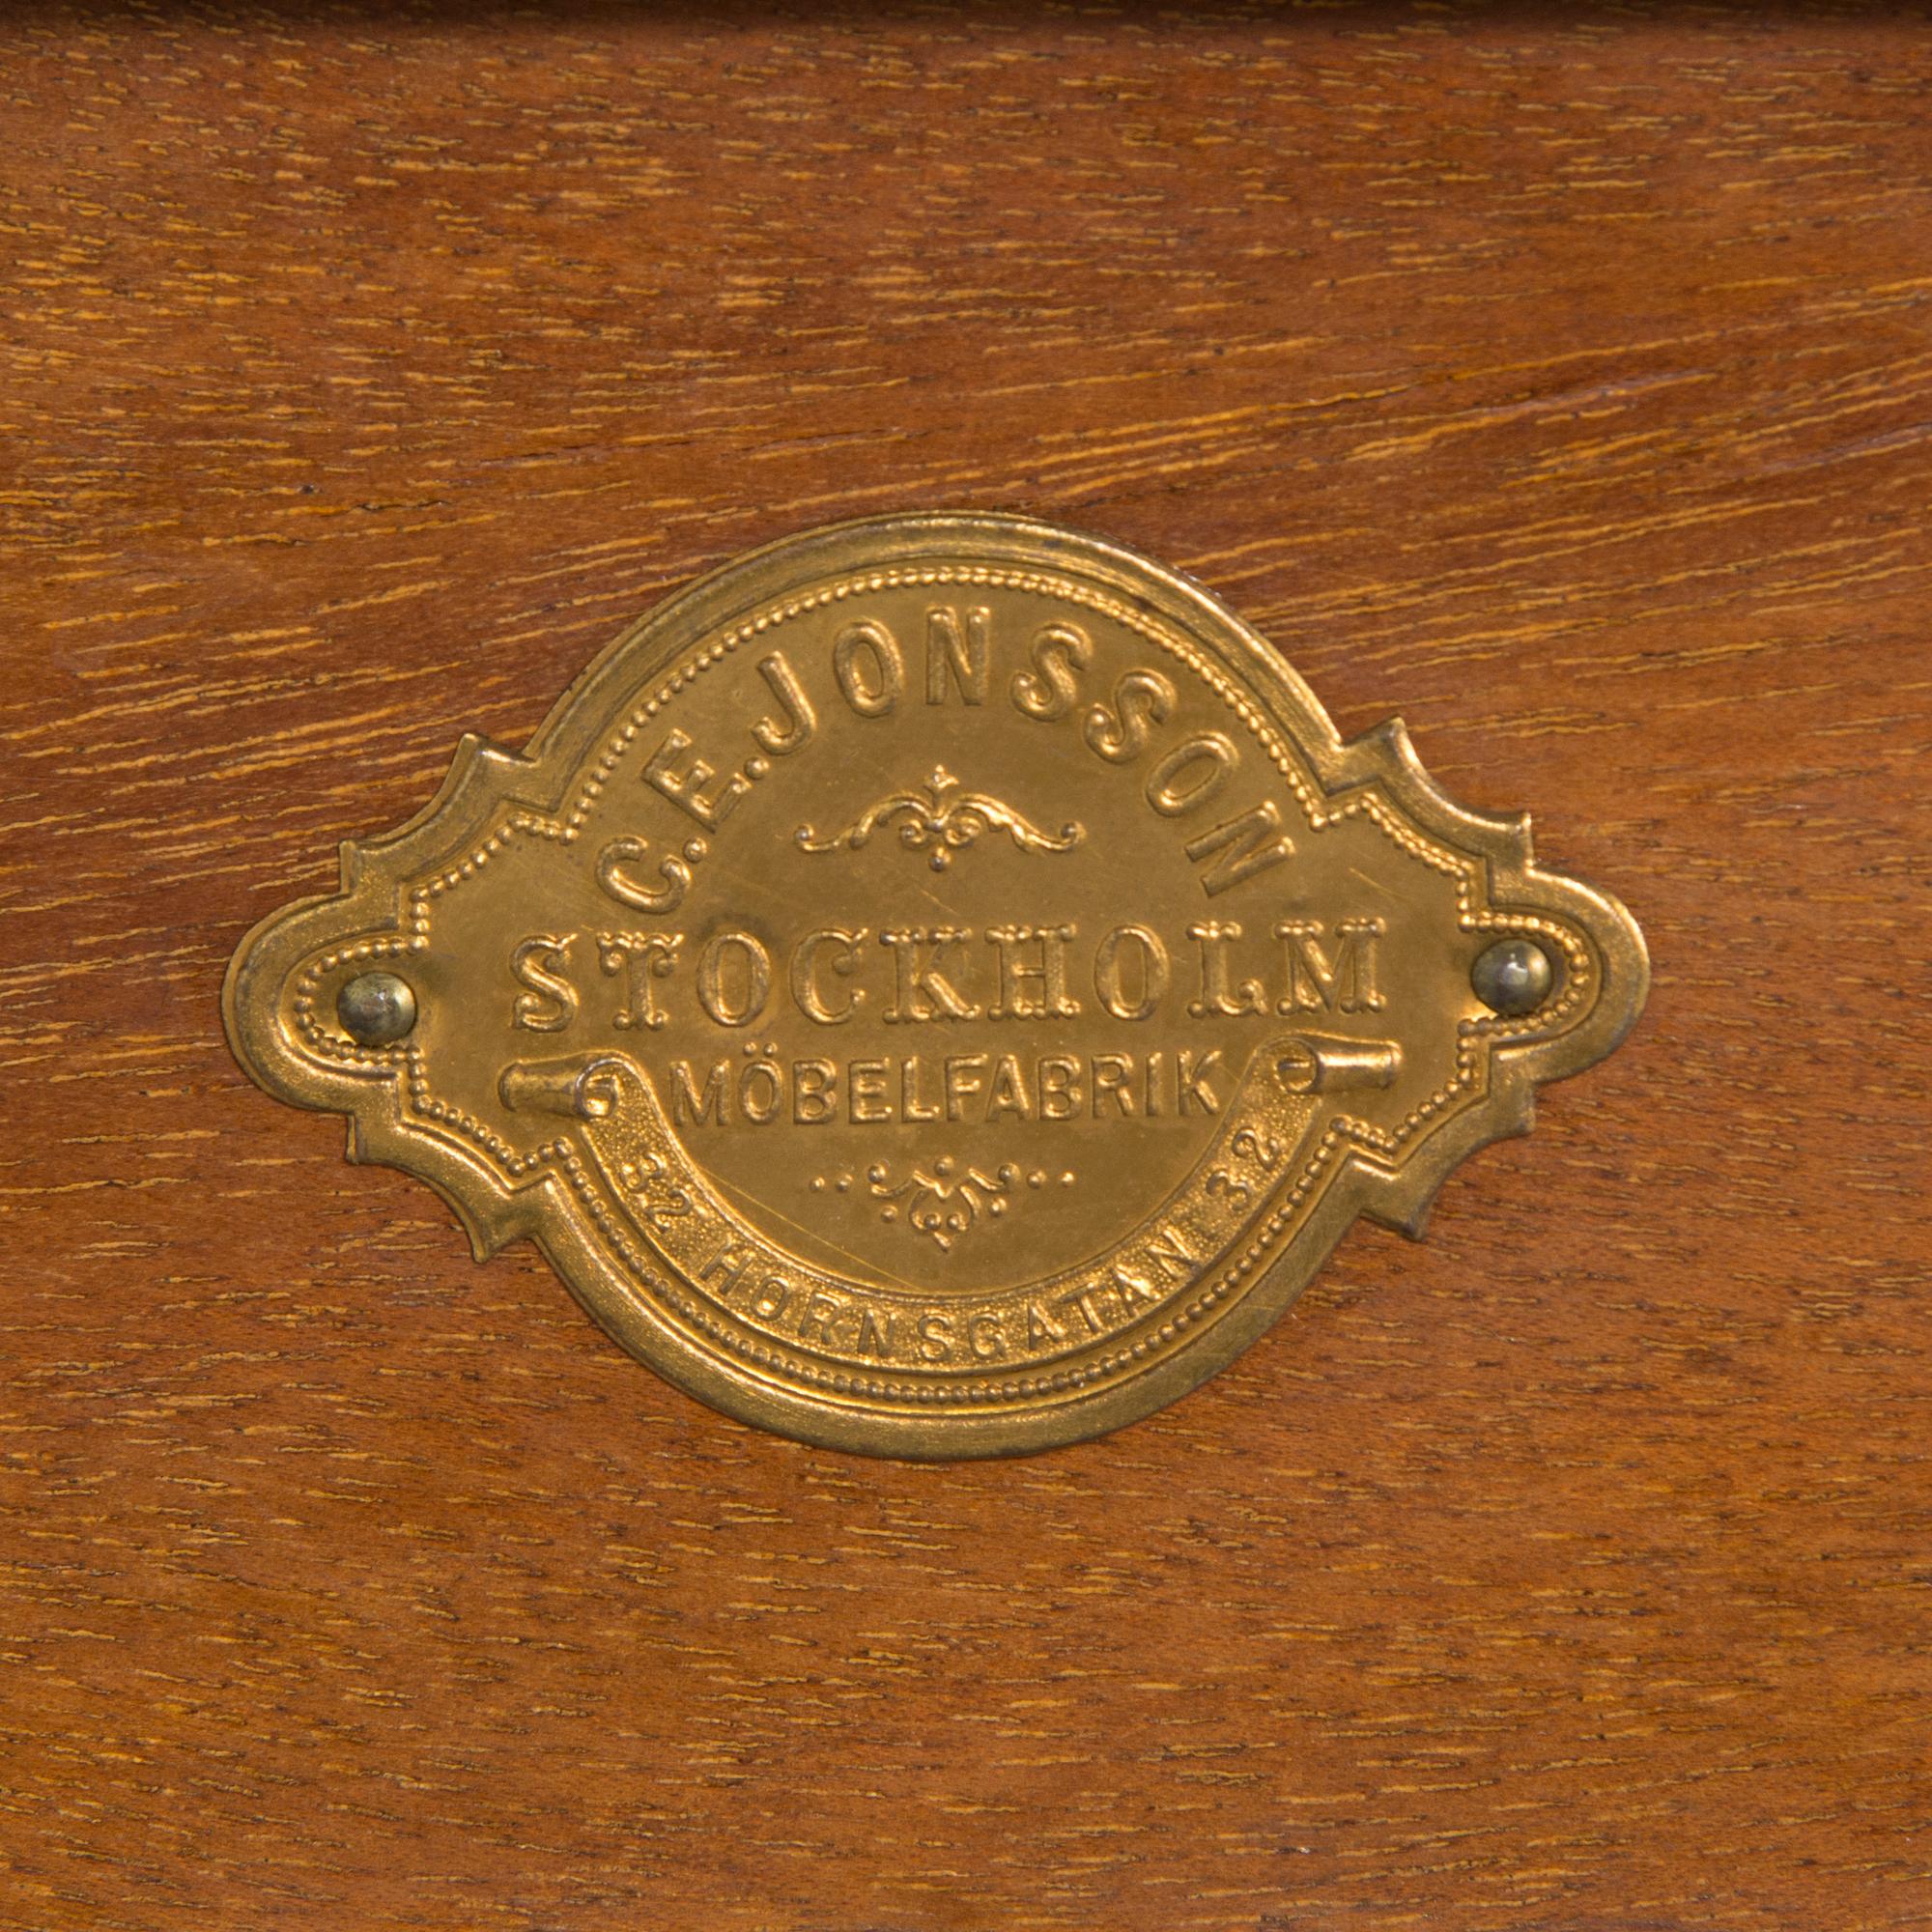 C.E.JONSSON
STOCKHOLM
MÖBELFABRIK
32 HORNSGATAN 32